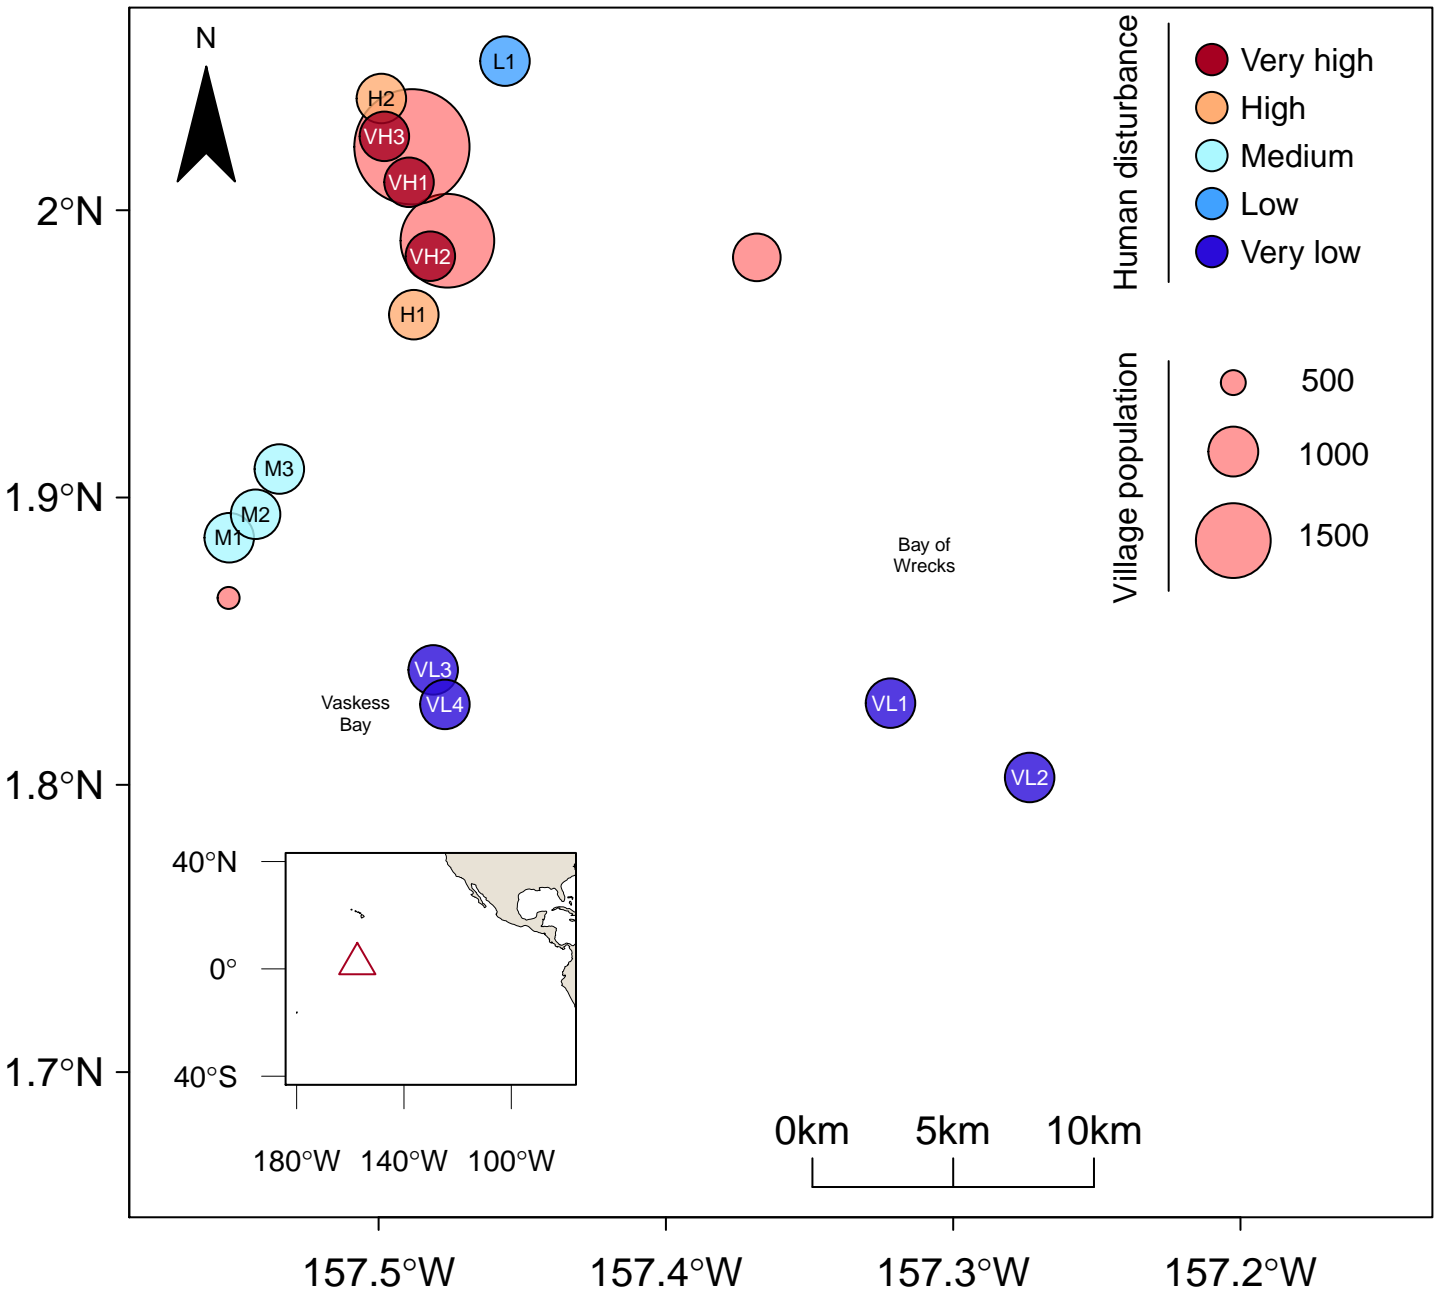 N
L1
H2
VH3
VH1
VH2
H1
M3
M2
M1
VL3
VL4
VL1
VL2
Bay of
Wrecks
Vaskess
Bay
Human disturbance
Very high
High
Medium
Low
Very low
Village population
500
1000
1500
2°N
1.9°N
1.8°N
1.7°N
40°N
0°
40°S
180°W 140°W 100°W
0km 5km 10km
157.5°W 157.4°W 157.3°W 157.2°W